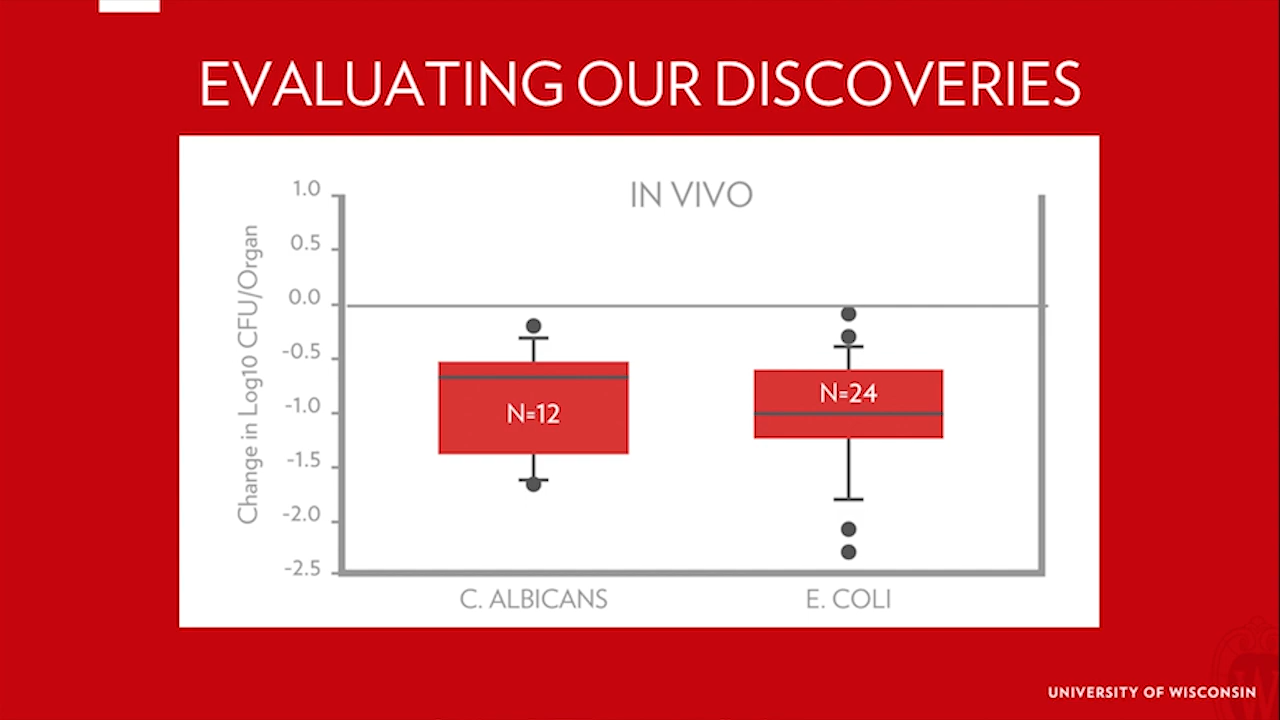 EVALUATING OUR DISCOVERIES
IN VIVO
Change in Log10 CFU/Organ
1.0
0.5
0.0
-0.5
-1.0
-1.5
-2.0
-2.5
N=12
N=24
C. ALBICANS
E. COLI
UNIVERSITY OF WISCONSIN
W